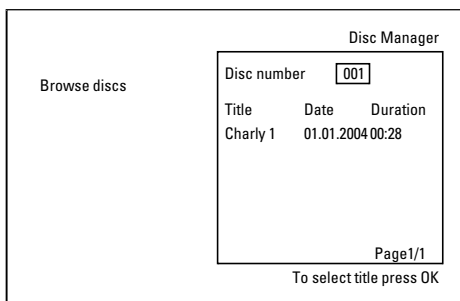 Disc Manager
Browse discs
Disc number 001
Title Date Duration
Charly 1 01.01.2004 00:28
Page1/1
To select title press OK